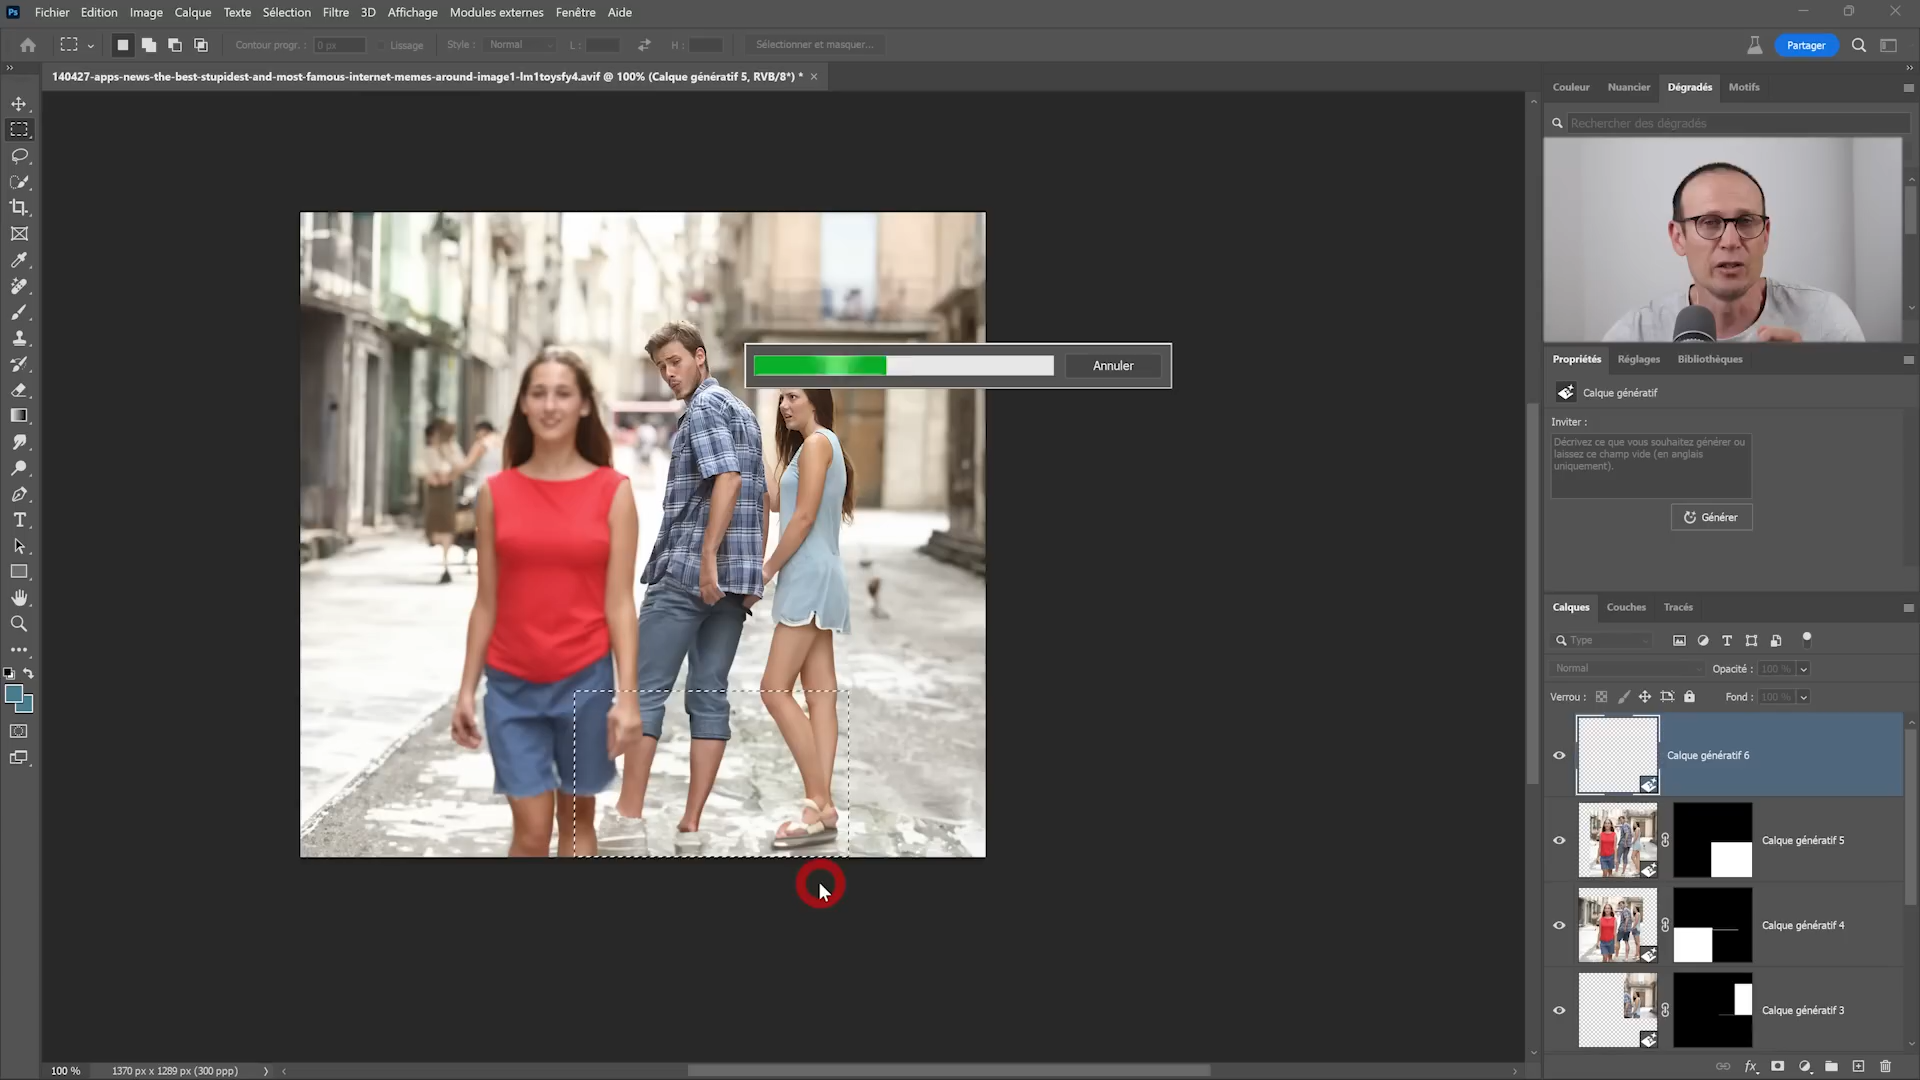 Ps Fichier Edition Image Calque Texte Sélection Filtre 3D Affichage Modules externes Fenêtre Aide
Contour progr. : 0 px Lissage Style : Normal L : H : Sélectionner et masquer... Partager
140427-apps-news-the-best-stupidest-and-most-famous-internet-memes-around-image1-lm1toysfy4.avif @ 100% (Calque génératif 5, RVB/8*) *
Couleur Nuancier Dégradés Motifs
Rechercher des dégradés
Annuler
Propriétés Réglages Bibliothèques
Calque génératif
Inviter :
Décrivez ce que vous souhaitez générer ou
laissez ce champ vide (en anglais
uniquement).
Générer
Calques Couches Tracés
Type
Normal Opacité : 100 %
Verrou : Fond : 100 %
Calque génératif 6
Calque génératif 5
Calque génératif 4
Calque génératif 3
100 % 1370 px x 1289 px (300 ppp)